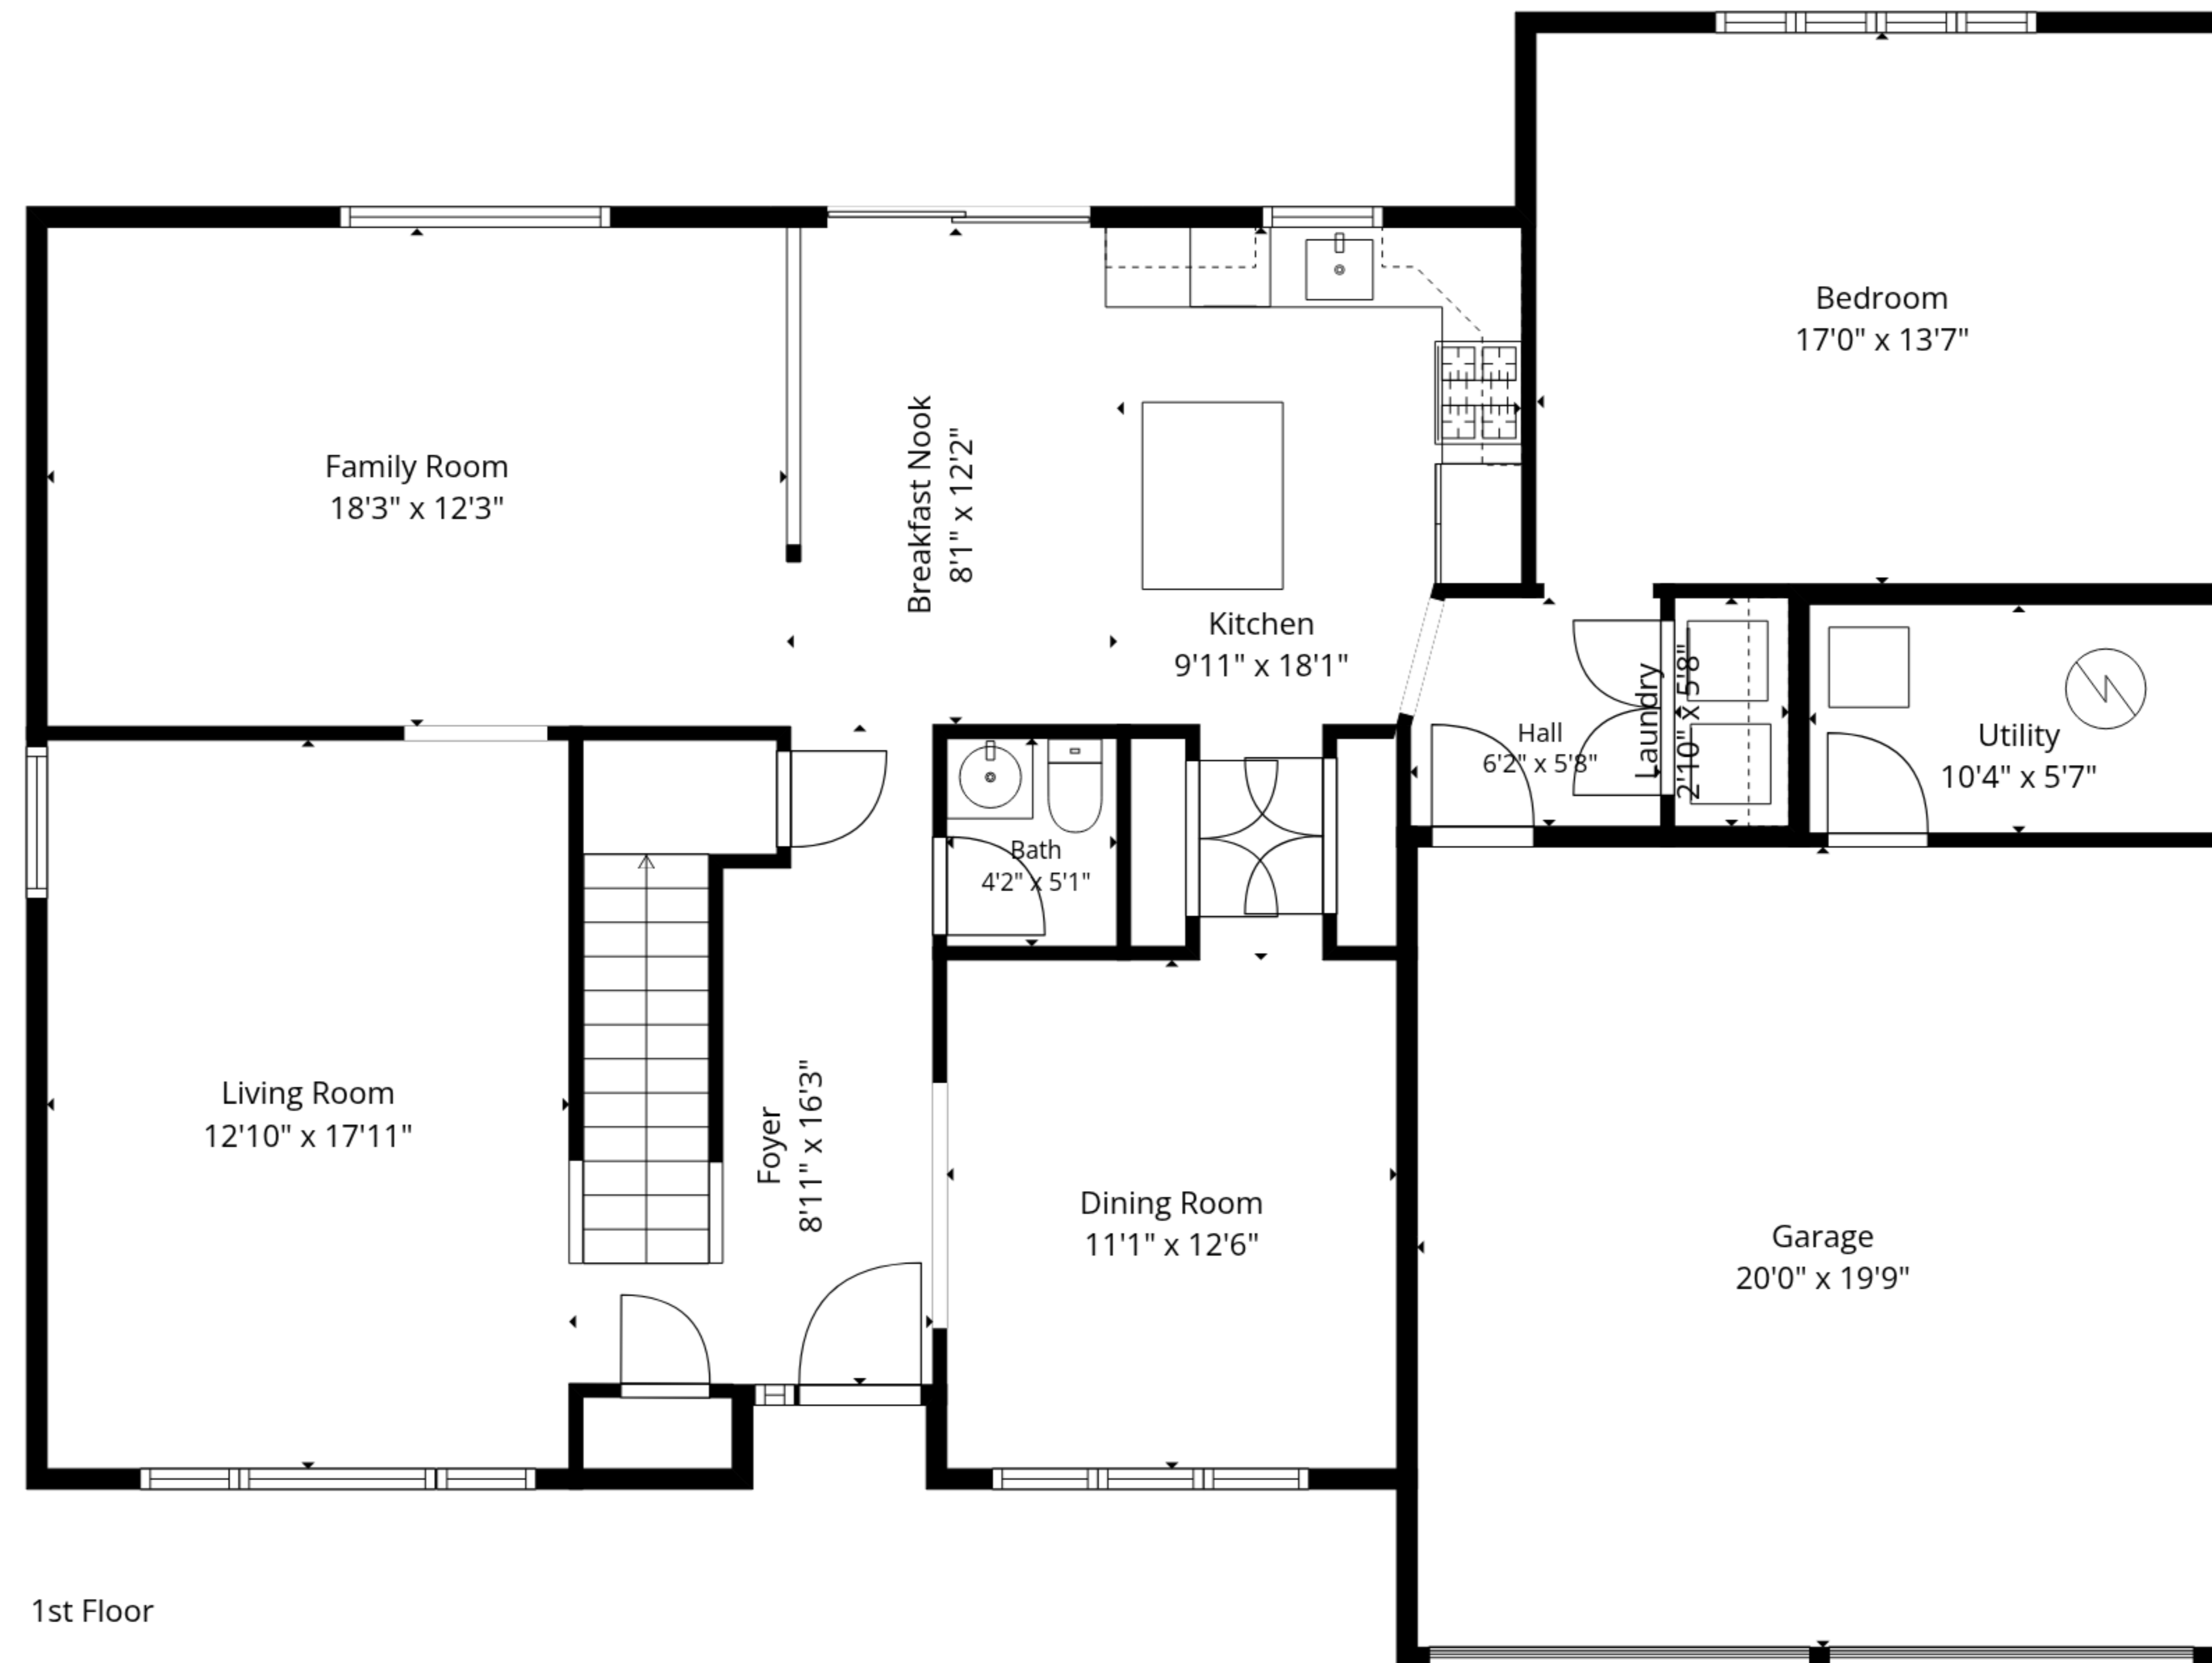 Bedroom
17'0" x 13'7"
Family Room
18'3" x 12'3"
Breakfast Nook
8'1" x 12'2"
Kitchen
9'11" x 18'1"
Hall
6'2" x 5'8"
Laundry
2'10" x 5'8"
Utility
10'4" x 5'7"
Bath
4'2" x 5'1"
Living Room
12'10" x 17'11"
Foyer
8'11" x 16'3"
Dining Room
11'1" x 12'6"
Garage
20'0" x 19'9"
1st Floor